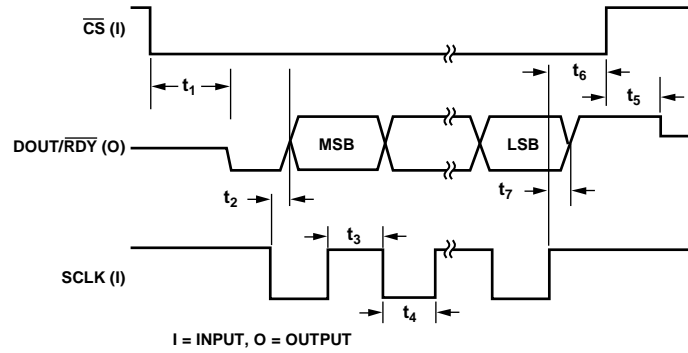 CS (I)
t6
t1
t5
DOUT/RDY (O)
MSB
LSB
t2
t7
t3
SCLK (I)
t4
I = INPUT, O = OUTPUT